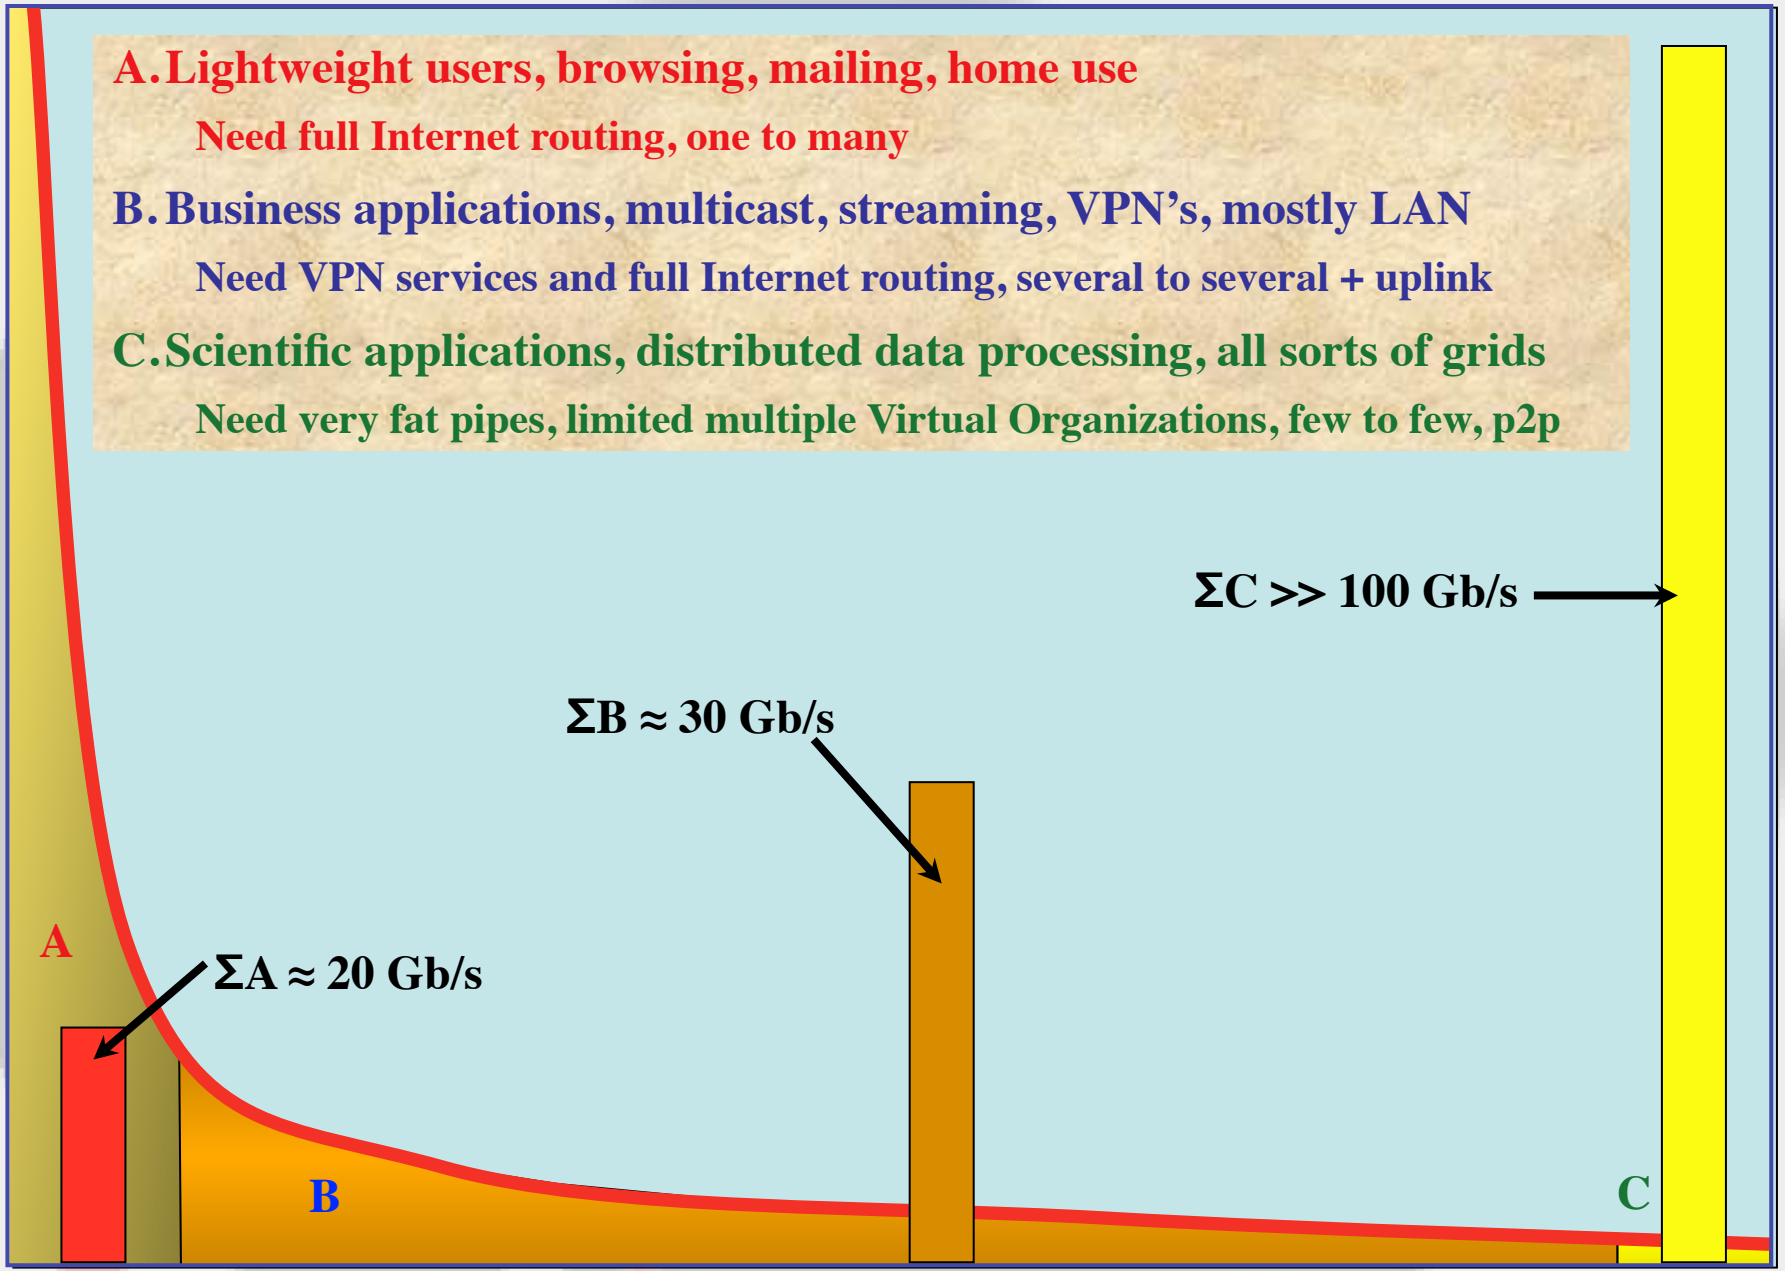 A. Lightweight users, browsing, mailing, home use
Need full Internet routing, one to many
B. Business applications, multicast, streaming, VPN’s, mostly LAN
Need VPN services and full Internet routing, several to several + uplink
C. Scientific applications, distributed data processing, all sorts of grids
Need very fat pipes, limited multiple Virtual Organizations, few to few, p2p
ΣC >> 100 Gb/s
ΣB ≈ 30 Gb/s
A
ΣA ≈ 20 Gb/s
B
C